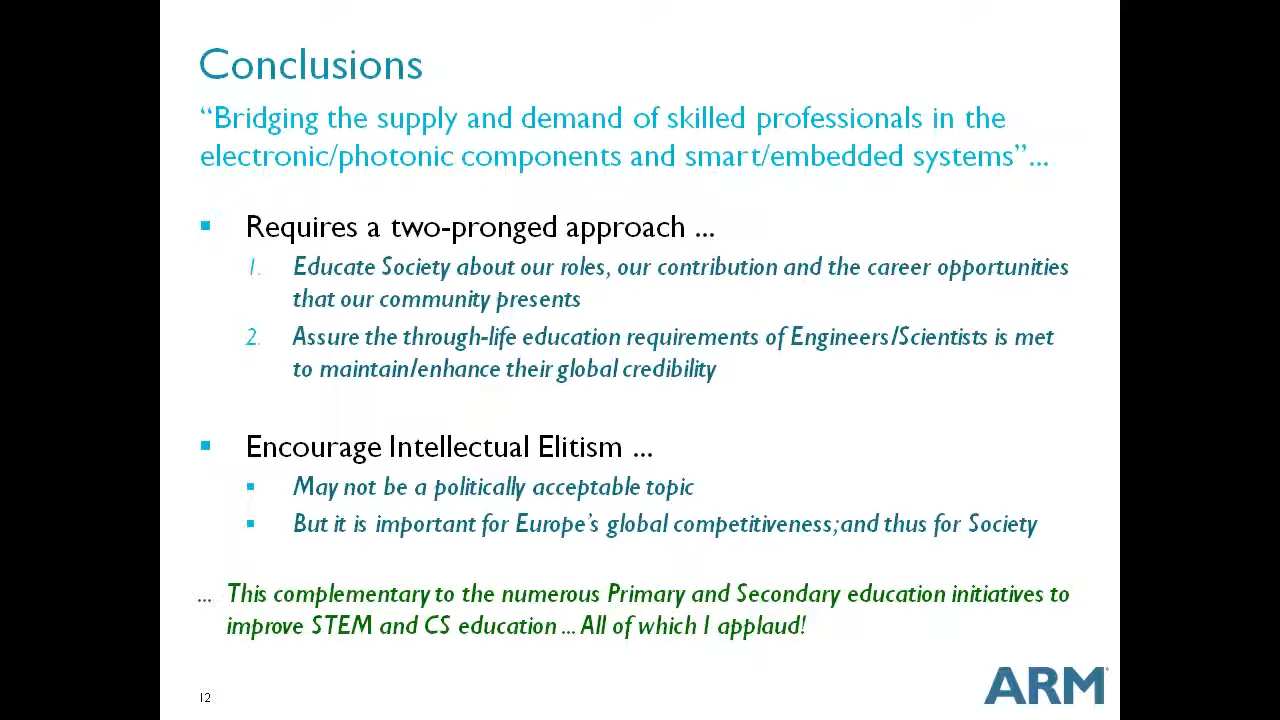 Conclusions
“Bridging the supply and demand of skilled professionals in the
electronic/photonic components and smart/embedded systems”...
▪ Requires a two-pronged approach ...
1. Educate Society about our roles, our contribution and the career opportunities
that our community presents
2. Assure the through-life education requirements of Engineers/Scientists is met
to maintain/enhance their global credibility
▪ Encourage Intellectual Elitism ...
▪ May not be a politically acceptable topic
▪ But it is important for Europe’s global competitiveness; and thus for Society
... This complementary to the numerous Primary and Secondary education initiatives to
improve STEM and CS education ... All of which I applaud!
12
ARM